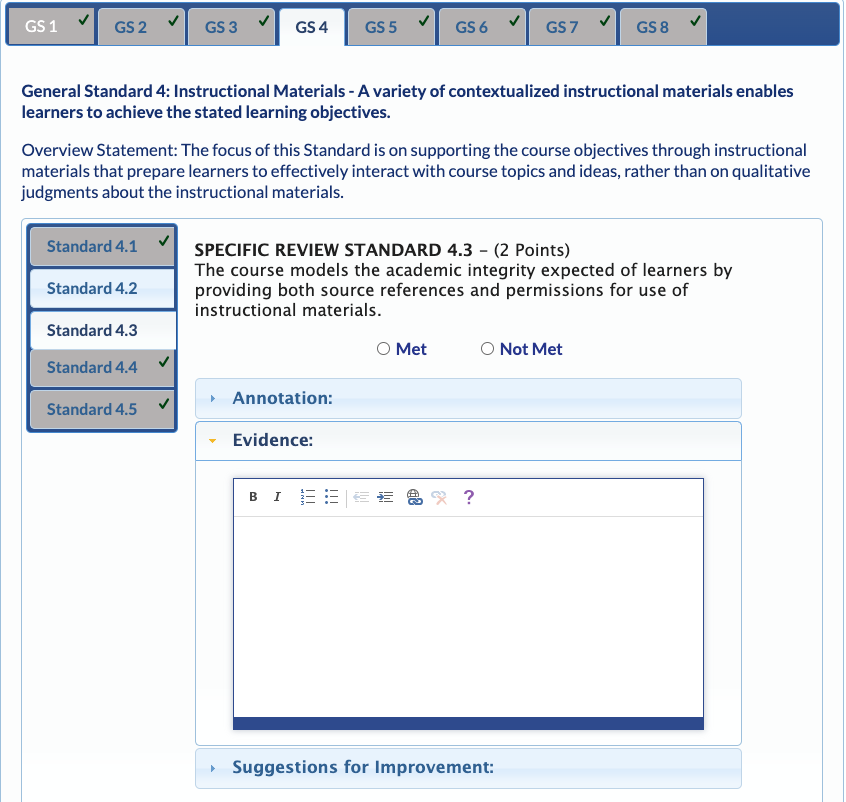 GS 1 GS 2 GS 3 GS 4 GS 5 GS 6 GS 7 GS 8
General Standard 4: Instructional Materials - A variety of contextualized instructional materials enables
learners to achieve the stated learning objectives.
Overview Statement: The focus of this Standard is on supporting the course objectives through instructional
materials that prepare learners to effectively interact with course topics and ideas, rather than on qualitative
judgments about the instructional materials.
Standard 4.1
Standard 4.2
Standard 4.3
Standard 4.4
Standard 4.5
SPECIFIC REVIEW STANDARD 4.3 – (2 Points)
The course models the academic integrity expected of learners by
providing both source references and permissions for use of
instructional materials.
Met Not Met
Annotation:
Evidence:
B I ?
Suggestions for Improvement: